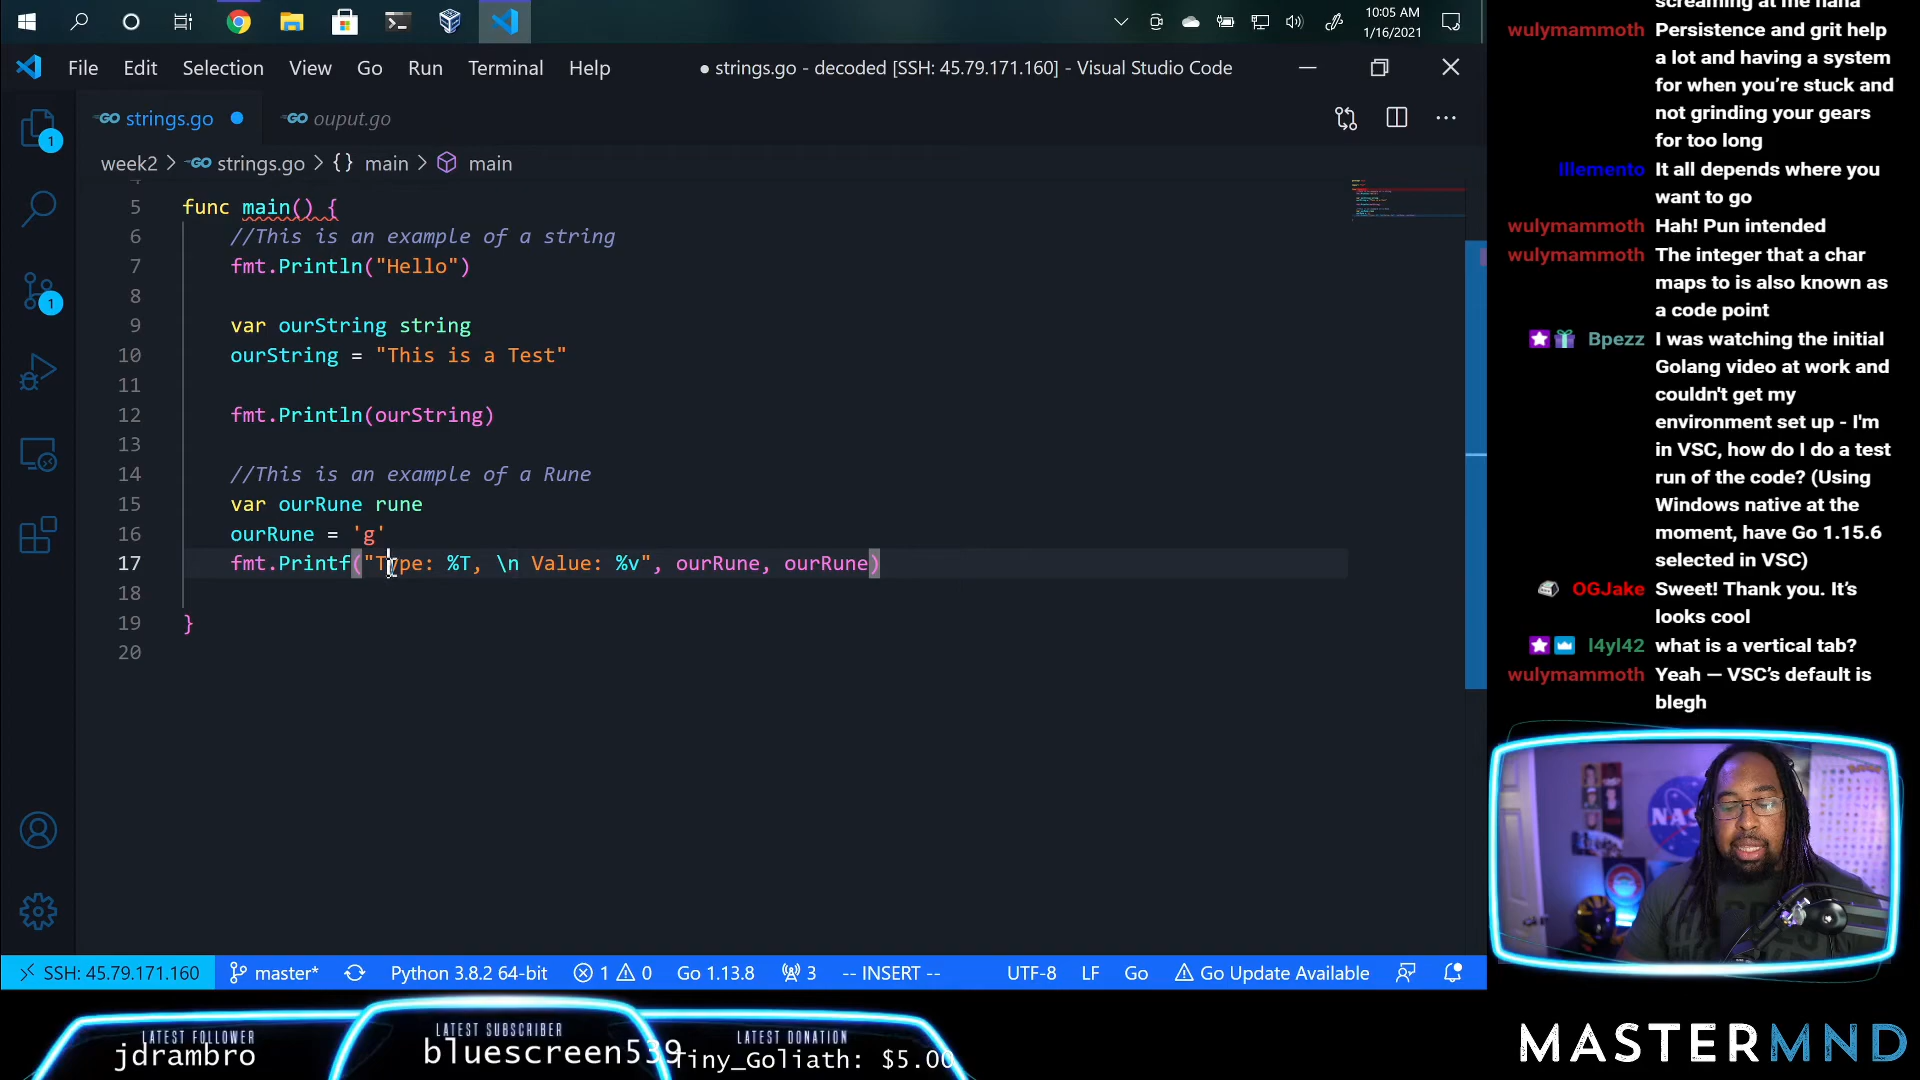 10:05 AM
1/16/2021
File Edit Selection View Go Run Terminal Help
● strings.go - decoded [SSH: 45.79.171.160] - Visual Studio Code
GO strings.go
GO ouput.go
week2 > GO strings.go > {} main > main
5 func main() {
6 //This is an example of a string
7 fmt.Println("Hello")
8
9 var ourString string
10 ourString = "This is a Test"
11
12 fmt.Println(ourString)
13
14 //This is an example of a Rune
15 var ourRune rune
16 ourRune = 'g'
17 fmt.Printf("Type: %T, \n Value: %v", ourRune, ourRune)
18
19 }
20
1
1
SSH: 45.79.171.160 master* Python 3.8.2 64-bit 1 0 Go 1.13.8 3 -- INSERT -- UTF-8 LF Go Go Update Available
screaming at me haha
wulymammoth Persistence and grit help
a lot and having a system
for when you’re stuck and
not grinding your gears
for too long
Illemento It all depends where you
want to go
wulymammoth Hah! Pun intended
wulymammoth The integer that a char
maps to is also known as
a code point
Bpezz I was watching the initial
Golang video at work and
couldn't get my
environment set up - I'm
in VSC, how do I do a test
run of the code? (Using
Windows native at the
moment, have Go 1.15.6
selected in VSC)
OGJake Sweet! Thank you. It’s
looks cool
l4yl42 what is a vertical tab?
wulymammoth Yeah — VSC’s default is
blegh
NASA
LATEST FOLLOWER
jdrambro
LATEST SUBSCRIBER
bluescreen539
LATEST DONATION
Tiny_Goliath: $5.00
MASTERMND